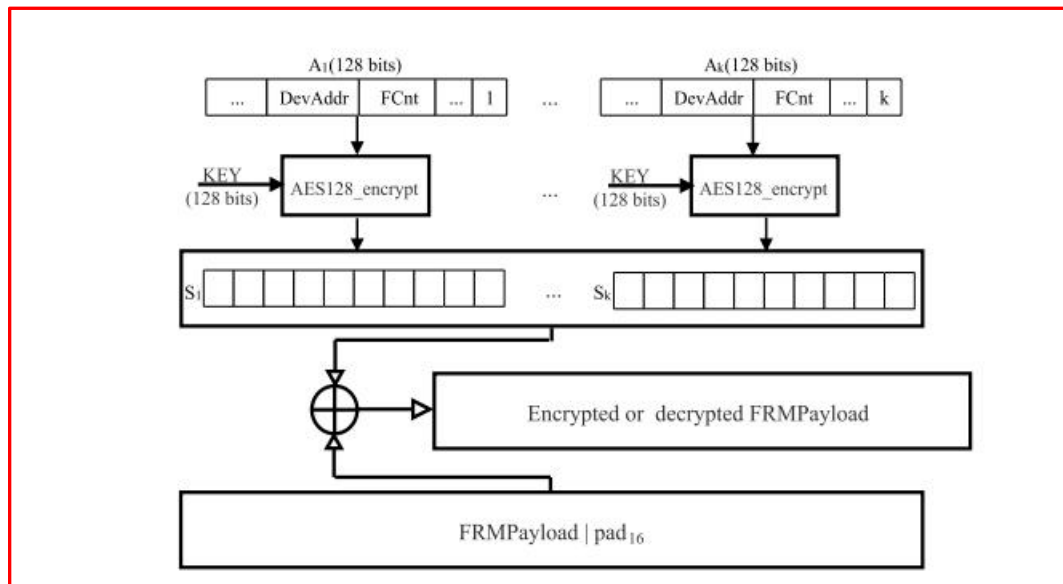 A₁(128 bits) Aₖ(128 bits)
... DevAddr FCnt ... 1 ... ... DevAddr FCnt ... k
KEY AES128_encrypt ... KEY AES128_encrypt
(128 bits) (128 bits)
S₁ ... Sₖ
Encrypted or decrypted FRMPayload
FRMPayload | pad₁₆